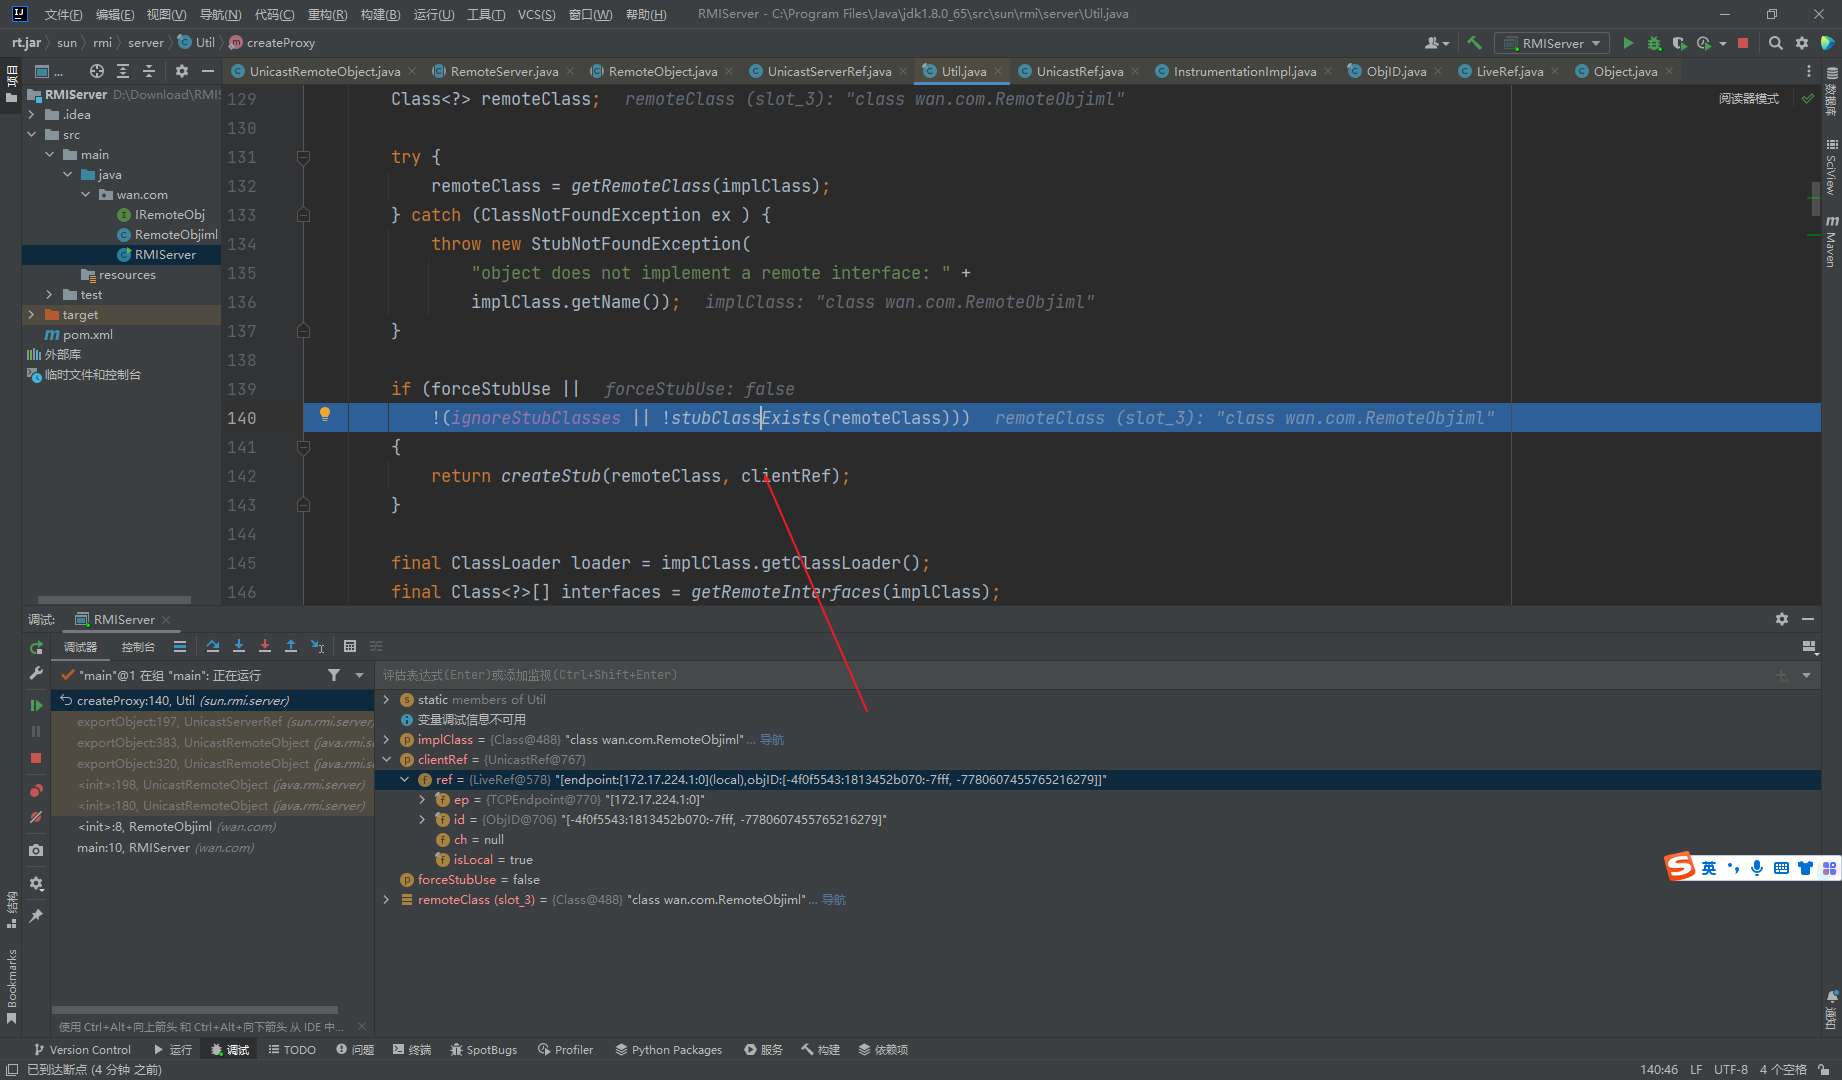 文件(F) 编辑(E) 视图(V) 导航(N) 代码(C) 重构(R) 构建(B) 运行(U) 工具(T) VCS(S) 窗口(W) 帮助(H) RMIServer - C:\Program Files\Java\jdk1.8.0_65\src\sun\rmi\server\Util.java
rt.jar sun rmi server Util createProxy RMIServer
项目 ... UnicastRemoteObject.java RemoteServer.java RemoteObject.java UnicastServerRef.java Util.java UnicastRef.java InstrumentationImpl.java ObjID.java LiveRef.java Object.java
RMIServer D:\Download\RMIS
.idea
src
main
java
wan.com
IRemoteObj
RemoteObjiml
RMIServer
resources
test
target
pom.xml
外部库
临时文件和控制台
阅读器模式
129 Class<?> remoteClass; remoteClass (slot_3): "class wan.com.RemoteObjiml"
130
131 try {
132 remoteClass = getRemoteClass(implClass);
133 } catch (ClassNotFoundException ex ) {
134 throw new StubNotFoundException(
135 "object does not implement a remote interface: " +
136 implClass.getName()); implClass: "class wan.com.RemoteObjiml"
137 }
138
139 if (forceStubUse || forceStubUse: false
140 !(ignoreStubClasses || !stubClassExists(remoteClass))) remoteClass (slot_3): "class wan.com.RemoteObjiml"
141 {
142 return createStub(remoteClass, clientRef);
143 }
144
145 final ClassLoader loader = implClass.getClassLoader();
146 final Class<?>[] interfaces = getRemoteInterfaces(implClass);
数据库
SciView
Maven
通知
调试: RMIServer
调试器 控制台
"main"@1 在组 "main": 正在运行
createProxy:140, Util (sun.rmi.server)
exportObject:197, UnicastServerRef (sun.rmi.server)
exportObject:383, UnicastRemoteObject (java.rmi.se
exportObject:320, UnicastRemoteObject (java.rmi.se
<init>:198, UnicastRemoteObject (java.rmi.server)
<init>:180, UnicastRemoteObject (java.rmi.server)
<init>:8, RemoteObjiml (wan.com)
main:10, RMIServer (wan.com)
使用 Ctrl+Alt+向上箭头 和 Ctrl+Alt+向下箭头 从 IDE 中...
评估表达式(Enter)或添加监视(Ctrl+Shift+Enter)
static members of Util
变量调试信息不可用
implClass = {Class@488} "class wan.com.RemoteObjiml"... 导航
clientRef = {UnicastRef@767}
ref = {LiveRef@578} "[endpoint:[172.17.224.1:0](local),objID:[-4f0f5543:1813452b070:-7fff, -7780607455765216279]]"
ep = {TCPEndpoint@770} "[172.17.224.1:0]"
id = {ObjID@706} "[-4f0f5543:1813452b070:-7fff, -7780607455765216279]"
ch = null
isLocal = true
forceStubUse = false
remoteClass (slot_3) = {Class@488} "class wan.com.RemoteObjiml"... 导航
英
结构
Bookmarks
Version Control 运行 调试 TODO 问题 终端 SpotBugs Profiler Python Packages 服务 构建 依赖项
已到达断点 (4 分钟 之前) 140:46 LF UTF-8 4 个空格